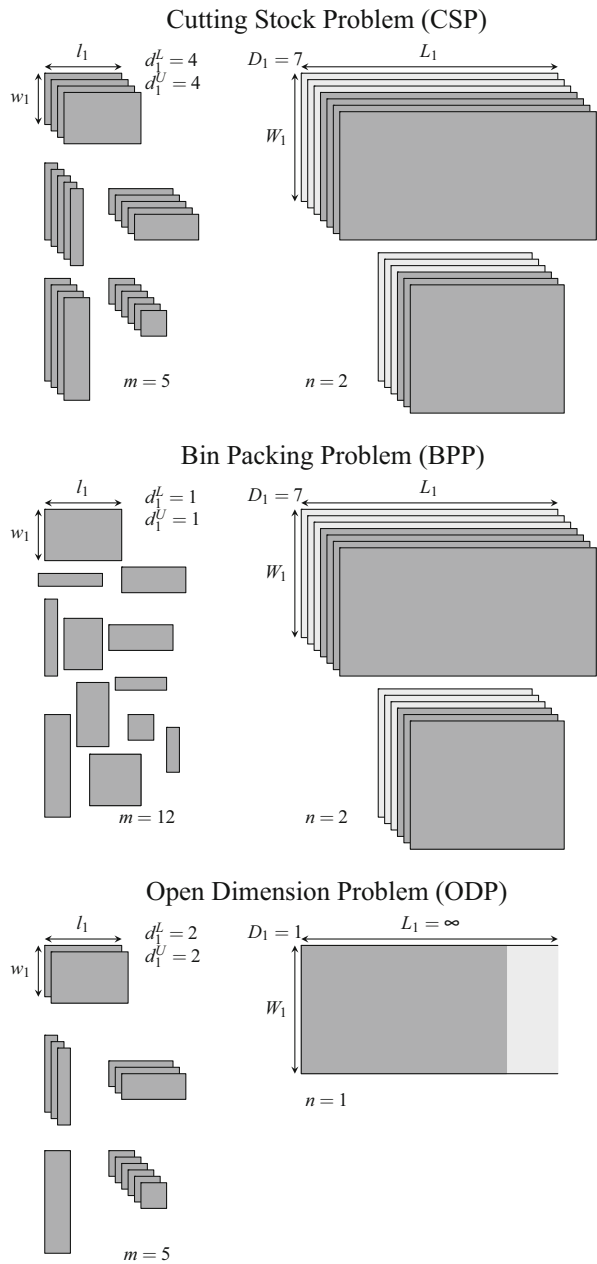 Cutting Stock Problem (CSP)
l₁ d₁ᴸ = 4 D₁ = 7 L₁
d₁ᵁ = 4
w₁ W₁
m = 5 n = 2
Bin Packing Problem (BPP)
l₁ d₁ᴸ = 1 D₁ = 7 L₁
d₁ᵁ = 1
w₁ W₁
m = 12 n = 2
Open Dimension Problem (ODP)
l₁ d₁ᴸ = 2 D₁ = 1 L₁ = ∞
d₁ᵁ = 2
w₁ W₁
n = 1
m = 5